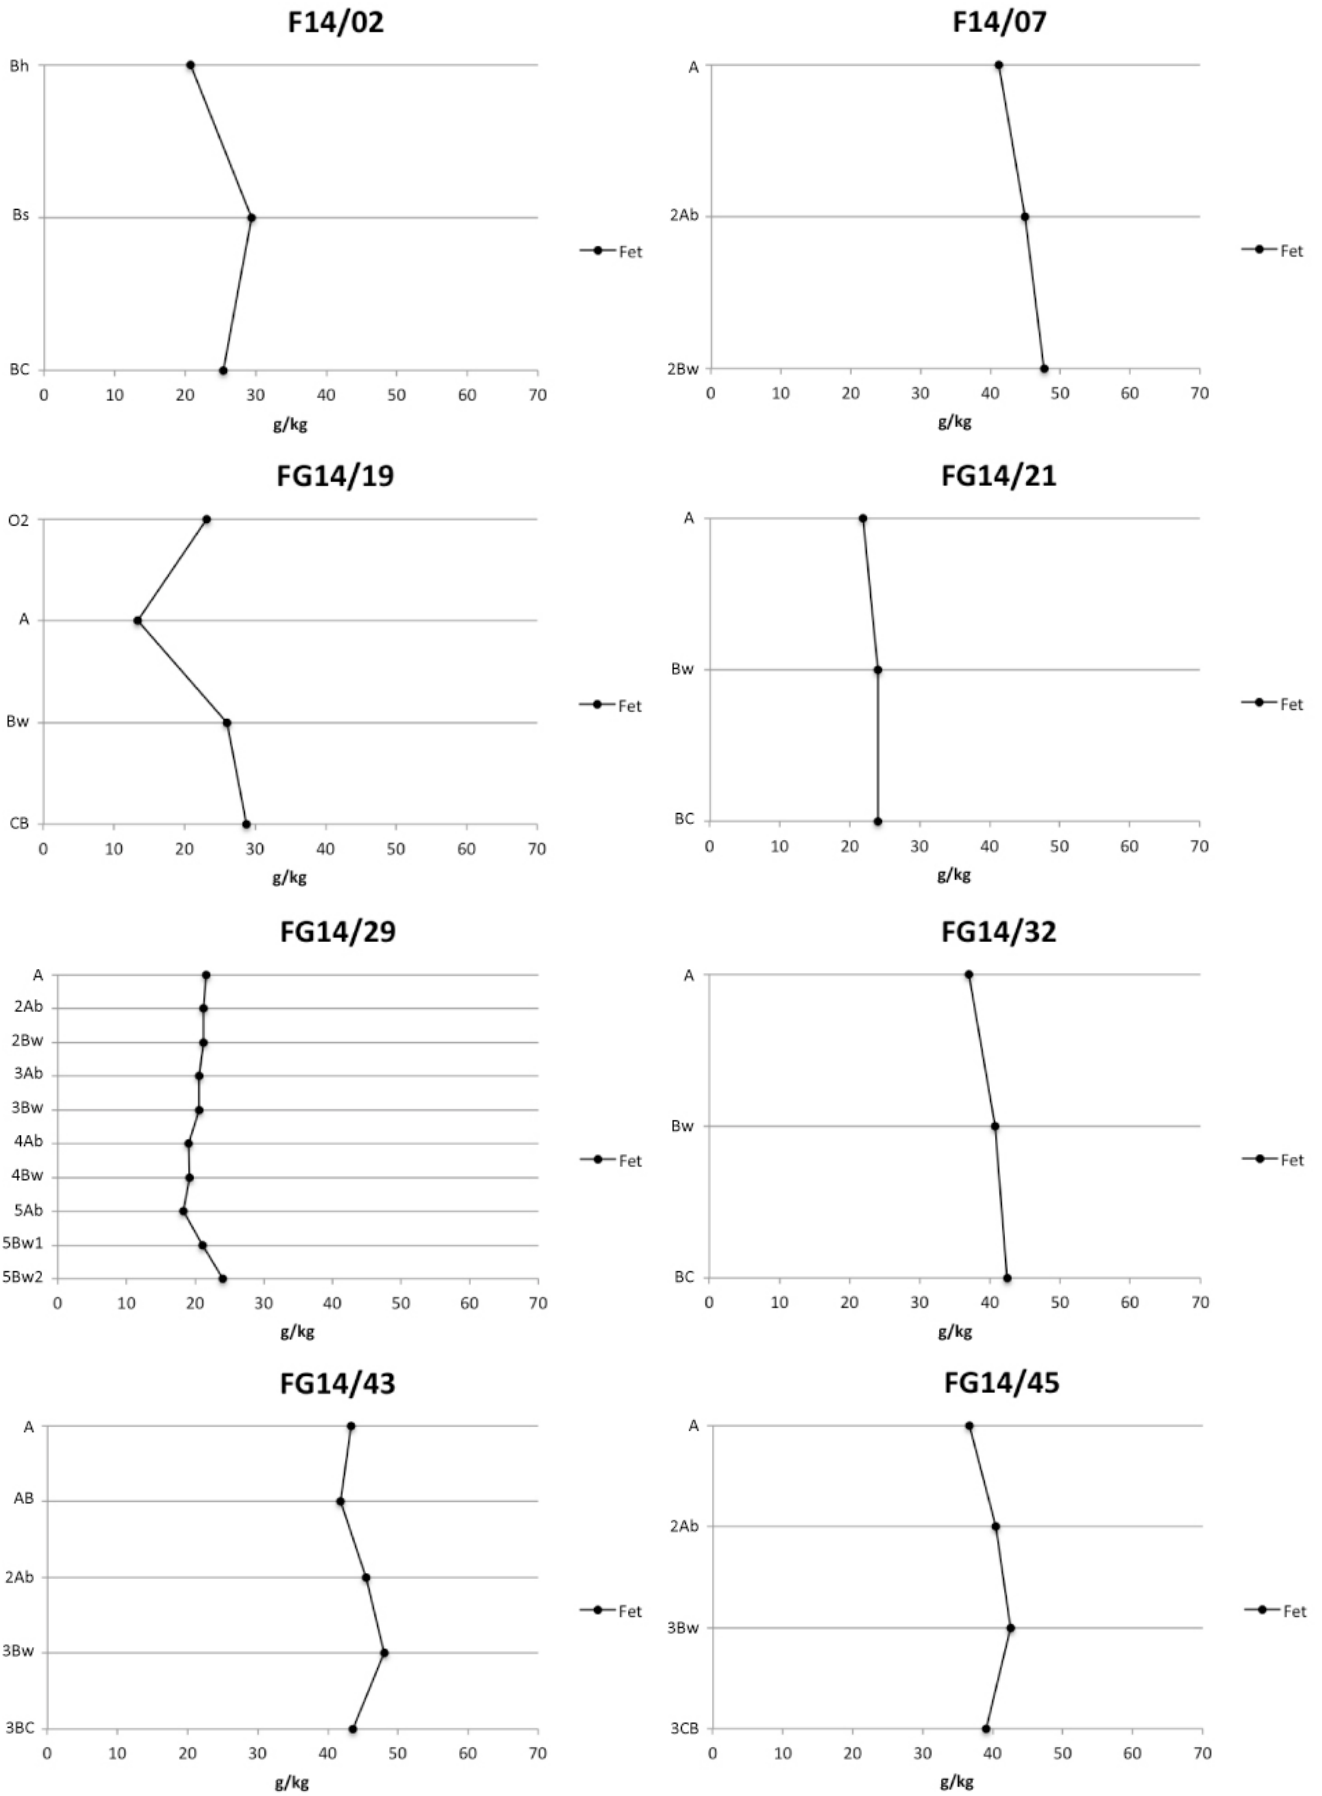 F14/02
Bh
Bs
BC
0 10 20 30 40 50 60 70
g/kg
Fet
F14/07
A
2Ab
2Bw
0 10 20 30 40 50 60 70
g/kg
Fet
FG14/19
O2
A
Bw
CB
0 10 20 30 40 50 60 70
g/kg
Fet
FG14/21
A
Bw
BC
0 10 20 30 40 50 60 70
g/kg
Fet
FG14/29
A
2Ab
2Bw
3Ab
3Bw
4Ab
4Bw
5Ab
5Bw1
5Bw2
0 10 20 30 40 50 60 70
g/kg
Fet
FG14/32
A
Bw
BC
0 10 20 30 40 50 60 70
g/kg
Fet
FG14/43
A
AB
2Ab
3Bw
3BC
0 10 20 30 40 50 60 70
g/kg
Fet
FG14/45
A
2Ab
3Bw
3CB
0 10 20 30 40 50 60 70
g/kg
Fet